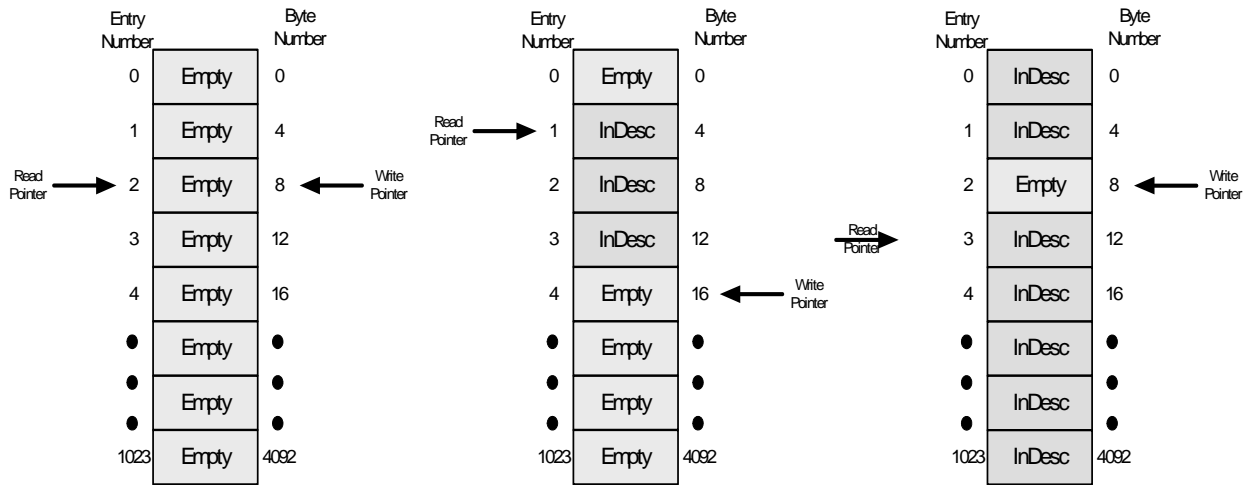 Entry Number
Byte Number
0 Empty 0
1 Empty 4
Read Pointer
2 Empty 8
Write Pointer
3 Empty 12
4 Empty 16
Empty
Empty
1023 Empty 4092
Entry Number
Byte Number
0 Empty 0
Read Pointer
1 InDesc 4
2 InDesc 8
3 InDesc 12
4 Empty 16
Write Pointer
Empty
Empty
1023 Empty 4092
Entry Number
Byte Number
0 InDesc 0
1 InDesc 4
2 Empty 8
Write Pointer
Read Pointer
3 InDesc 12
4 InDesc 16
InDesc
InDesc
1023 InDesc 4092